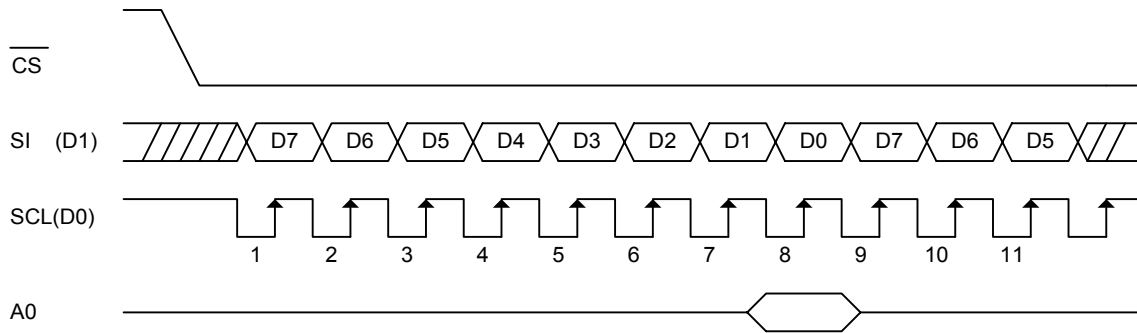 CS
SI (D1) D7 D6 D5 D4 D3 D2 D1 D0 D7 D6 D5
SCL(D0)
1 2 3 4 5 6 7 8 9 10 11
A0